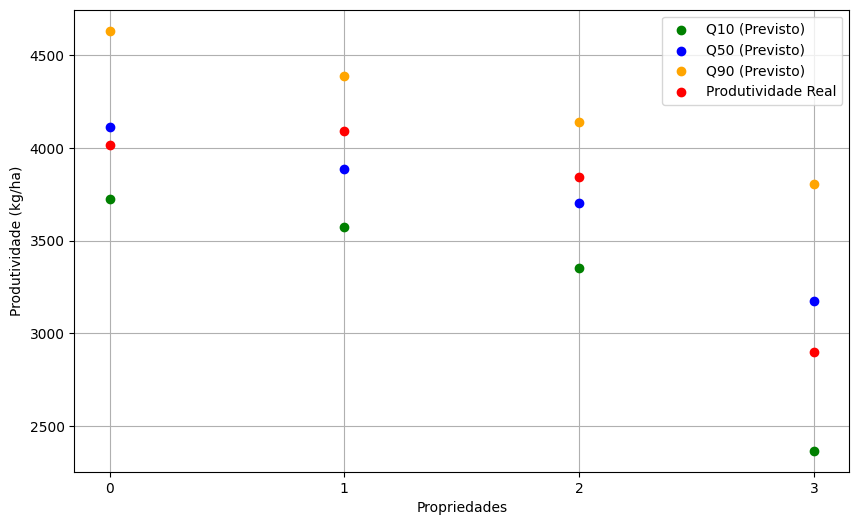 Q10 (Previsto)
Q50 (Previsto)
Q90 (Previsto)
Produtividade Real
4500
4000
3500
3000
2500
Produtividade (kg/ha)
0 1 2 3
Propriedades